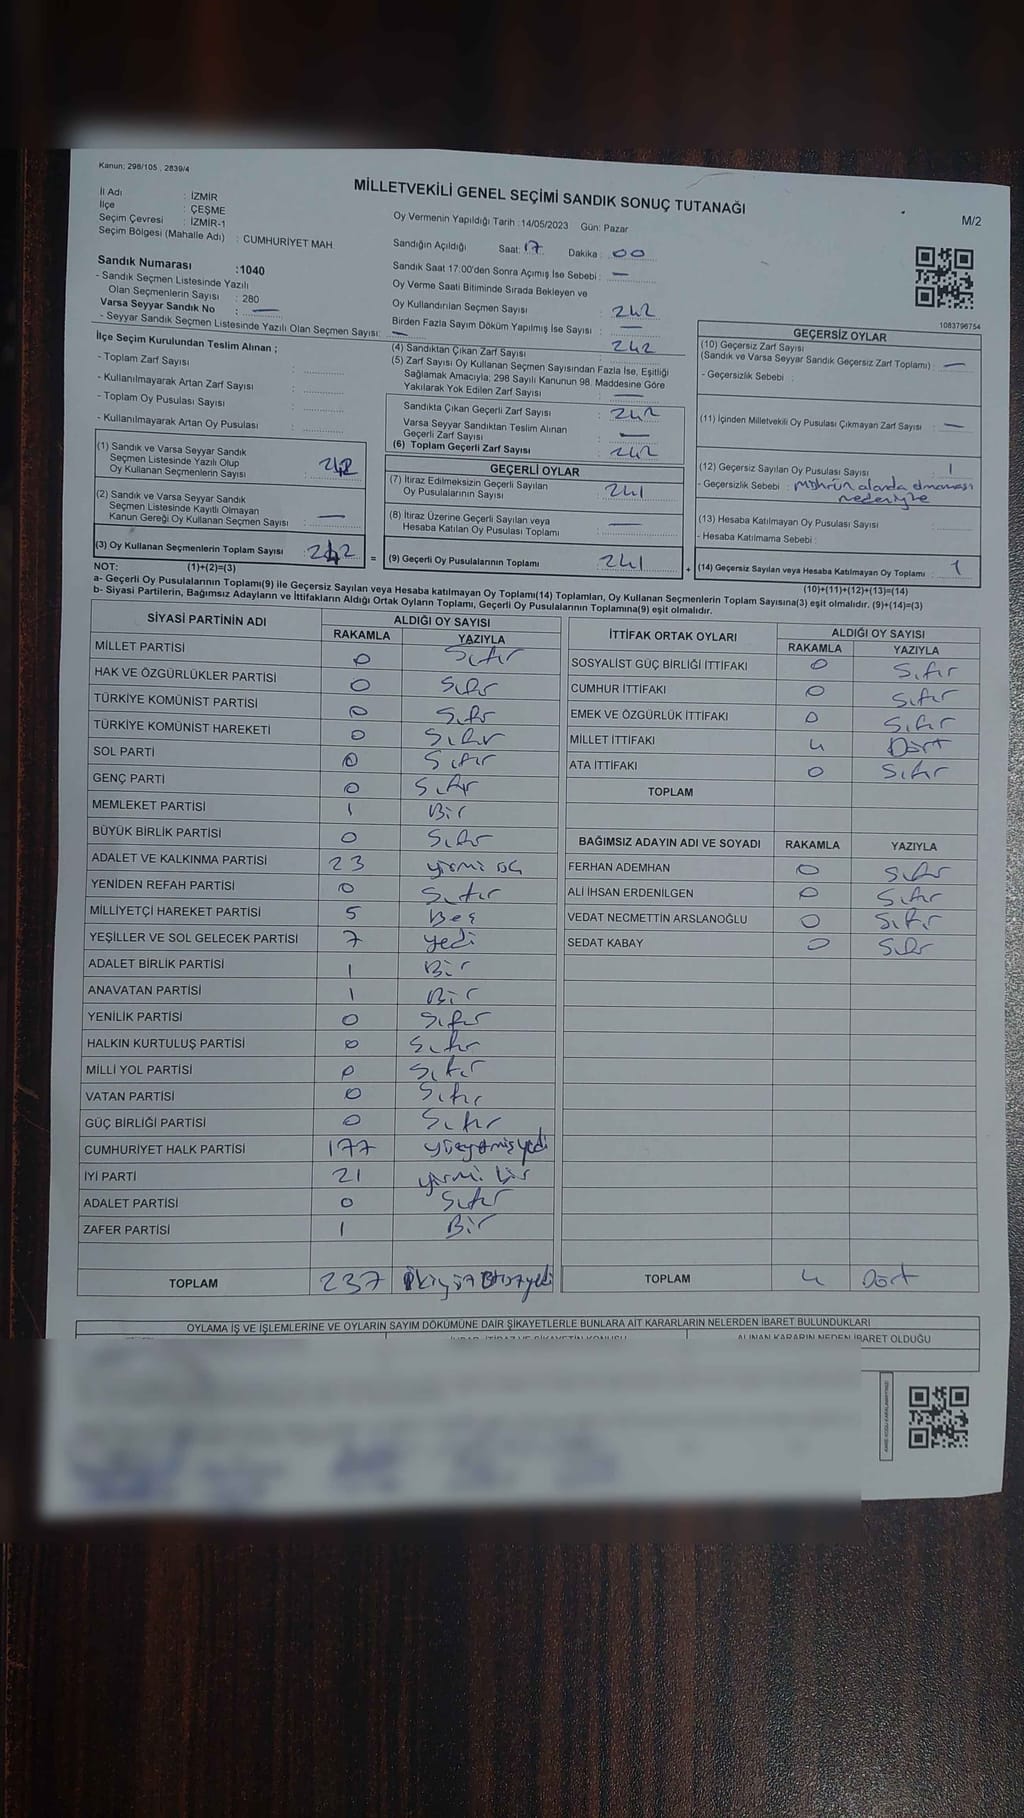 Kanun: 298/105 , 2839/4
MİLLETVEKİLİ GENEL SEÇİMİ SANDIK SONUÇ TUTANAĞI
M/2
İl Adı : İZMİR
İlçe : ÇEŞME
Seçim Çevresi : İZMİR-1
Seçim Bölgesi (Mahalle Adı) : CUMHURİYET MAH.
Oy Vermenin Yapıldığı Tarih :14/05/2023 Gün: Pazar
Sandığın Açıldığı Saat: 17 Dakika : 00
Sandık Saat 17:00'den Sonra Açımış İse Sebebi : —
Oy Verme Saati Bitiminde Sırada Bekleyen ve
Oy Kullandırılan Seçmen Sayısı : 242
Birden Fazla Sayım Döküm Yapılmış İse Sayısı : —
Sandık Numarası :1040
- Sandık Seçmen Listesinde Yazılı
Olan Seçmenlerin Sayısı : 280
Varsa Seyyar Sandık No : —
- Seyyar Sandık Seçmen Listesinde Yazılı Olan Seçmen Sayısı: —
İlçe Seçim Kurulundan Teslim Alınan ;
- Toplam Zarf Sayısı :
- Kullanılmayarak Artan Zarf Sayısı :
- Toplam Oy Pusulası Sayısı :
- Kullanılmayarak Artan Oy Pusulası :
(1) Sandık ve Varsa Seyyar Sandık
Seçmen Listesinde Yazılı Olup
Oy Kullanan Seçmenlerin Sayısı : 242
(2) Sandık ve Varsa Seyyar Sandık
Seçmen Listesinde Kayıtlı Olmayan
Kanun Gereği Oy Kullanan Seçmen Sayısı : —
(3) Oy Kullanan Seçmenlerin Toplam Sayısı : 242 =
(4) Sandıktan Çıkan Zarf Sayısı : 242
(5) Zarf Sayısı Oy Kullanan Seçmen Sayısından Fazla İse, Eşitliği
Sağlamak Amacıyla, 298 Sayılı Kanunun 98. Maddesine Göre
Yakılarak Yok Edilen Zarf Sayısı : —
Sandıkta Çıkan Geçerli Zarf Sayısı : 242
Varsa Seyyar Sandıktan Teslim Alınan
Geçerli Zarf Sayısı : —
(6) Toplam Geçerli Zarf Sayısı : 242
GEÇERLİ OYLAR
(7) İtiraz Edilmeksizin Geçerli Sayılan
Oy Pusulalarının Sayısı : 241
(8) İtiraz Üzerine Geçerli Sayılan veya
Hesaba Katılan Oy Pusulaları Toplamı : —
(9) Geçerli Oy Pusulalarının Toplamı : 241 +
1083796754
GEÇERSİZ OYLAR
(10) Geçersiz Zarf Sayısı
(Sandık ve Varsa Seyyar Sandık Geçersiz Zarf Toplamı) : —
- Geçersizlik Sebebi :
(11) İçinden Milletvekili Oy Pusulası Çıkmayan Zarf Sayısı : —
(12) Geçersiz Sayılan Oy Pusulası Sayısı : 1
- Geçersizlik Sebebi : Mührün alanda olmaması
nedeniyle
(13) Hesaba Katılmayan Oy Pusulası Sayısı :
- Hesaba Katılmama Sebebi :
(14) Geçersiz Sayılan veya Hesaba Katılmayan Oy Toplamı : 1
NOT: (1)+(2)=(3)
(10)+(11)+(12)+(13)=(14)
a- Geçerli Oy Pusulalarının Toplamı(9) ile Geçersiz Sayılan veya Hesaba katılmayan Oy Toplamı(14) Toplamları, Oy Kullanan Seçmenlerin Toplam Sayısına(3) eşit olmalıdır. (9)+(14)=(3)
b- Siyasi Partilerin, Bağımsız Adayların ve İttifakların Aldığı Ortak Oyların Toplamı, Geçerli Oy Pusulalarının Toplamına(9) eşit olmalıdır.
SİYASİ PARTİNİN ADI ALDIĞI OY SAYISI
RAKAMLA YAZIYLA
MİLLET PARTİSİ 0 Sıfır
HAK VE ÖZGÜRLÜKLER PARTİSİ 0 Sıfır
TÜRKİYE KOMÜNİST PARTİSİ 0 Sıfır
TÜRKİYE KOMÜNİST HAREKETİ 0 Sıfır
SOL PARTİ 0 Sıfır
GENÇ PARTİ 0 Sıfır
MEMLEKET PARTİSİ 1 Bir
BÜYÜK BİRLİK PARTİSİ 0 Sıfır
ADALET VE KALKINMA PARTİSİ 23 yirmi üç
YENİDEN REFAH PARTİSİ 0 Sıfır
MİLLİYETÇİ HAREKET PARTİSİ 5 Beş
YEŞİLLER VE SOL GELECEK PARTİSİ 7 yedi
ADALET BİRLİK PARTİSİ 1 Bir
ANAVATAN PARTİSİ 1 Bir
YENİLİK PARTİSİ 0 Sıfır
HALKIN KURTULUŞ PARTİSİ 0 Sıfır
MİLLİ YOL PARTİSİ 0 Sıfır
VATAN PARTİSİ 0 Sıfır
GÜÇ BİRLİĞİ PARTİSİ 0 Sıfır
CUMHURİYET HALK PARTİSİ 177 yüzyetmişyedi
İYİ PARTİ 21 yirmi bir
ADALET PARTİSİ 0 Sıfır
ZAFER PARTİSİ 1 Bir
TOPLAM 237 ikiyüz otuzyedi
İTTİFAK ORTAK OYLARI ALDIĞI OY SAYISI
RAKAMLA YAZIYLA
SOSYALİST GÜÇ BİRLİĞİ İTTİFAKI 0 Sıfır
CUMHUR İTTİFAKI 0 Sıfır
EMEK VE ÖZGÜRLÜK İTTİFAKI 0 Sıfır
MİLLET İTTİFAKI 4 Dört
ATA İTTİFAKI 0 Sıfır
TOPLAM
BAĞIMSIZ ADAYIN ADI VE SOYADI RAKAMLA YAZIYLA
FERHAN ADEMHAN 0 Sıfır
ALİ İHSAN ERDENİLGEN 0 Sıfır
VEDAT NECMETTİN ARSLANOĞLU 0 Sıfır
SEDAT KABAY 0 Sıfır
TOPLAM 4 Dört
OYLAMA İŞ VE İŞLEMLERİNE VE OYLARIN SAYIM DÖKÜMÜNE DAİR ŞİKAYETLERLE BUNLARA AİT KARARLARIN NELERDEN İBARET BULUNDUKLARI
ALINAN KARARIN NEDEN İBARET OLDUĞU